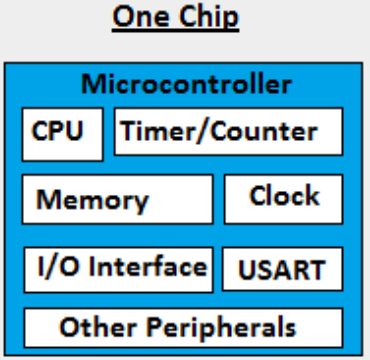 One Chip
Microcontroller
CPU
Timer/Counter
Memory
Clock
I/O Interface
USART
Other Peripherals